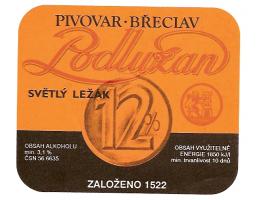 PIVOVAR · BŘECLAV
Podlužan
SVĚTLÝ LEŽÁK
12%
OBSAH ALKOHOLU
min. 3,1 %
ČSN 56 6635
OBSAH VYUŽITELNÉ
ENERGIE 1850 kJ/l
min. trvanlivost 10 dnů
ZALOŽENO 1522